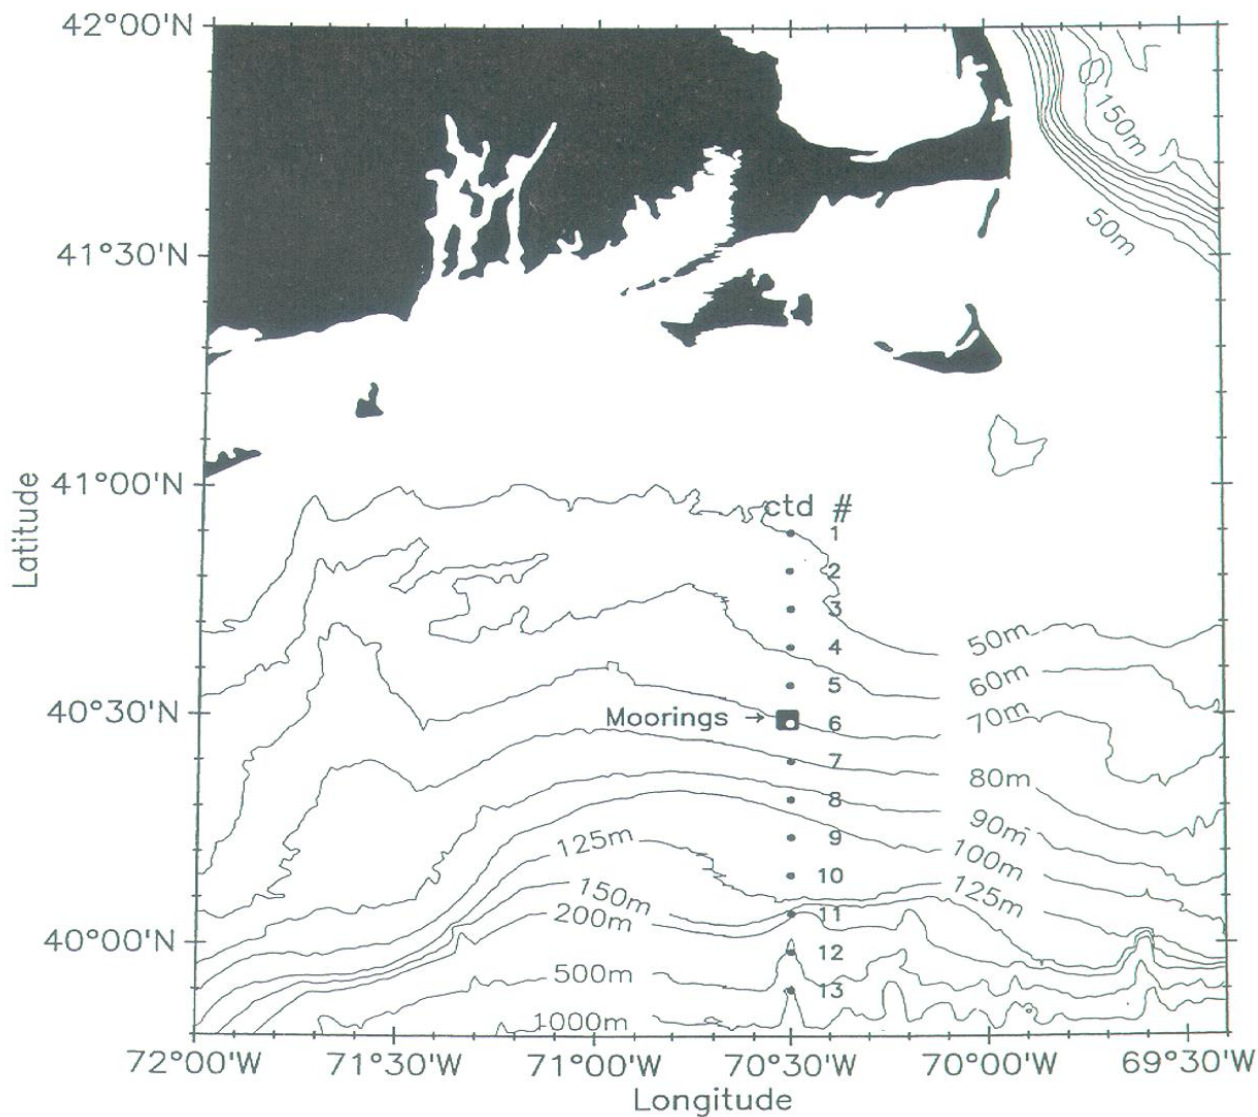 42°00'N
150m
50m
41°30'N
Latitude
41°00'N
ctd #
1
2
3
4
50m
5
60m
40°30'N
Moorings → 6
70m
7
80m
8
90m
9
125m
100m
10
150m
125m
200m
11
40°00'N
12
500m
13
1000m
72°00'W 71°30'W 71°00'W 70°30'W 70°00'W 69°30'W
Longitude